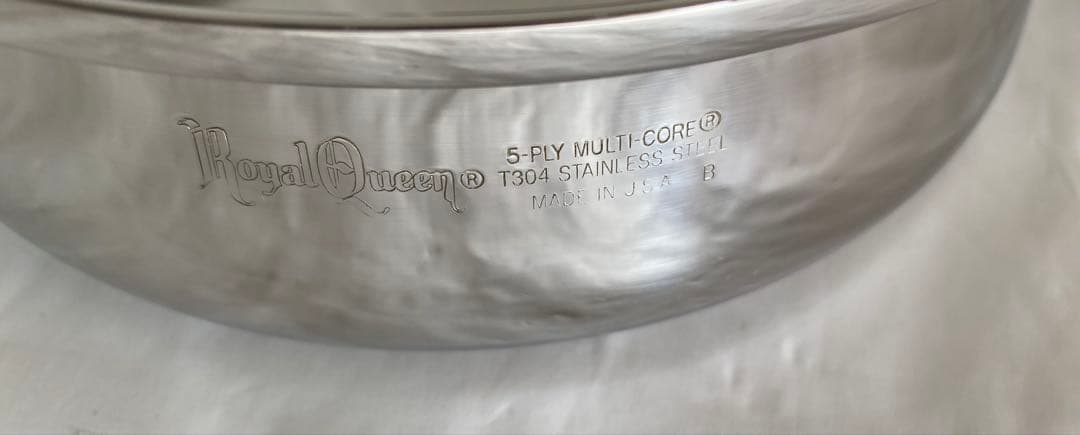 Royal Queen®
5-PLY MULTI-CORE®
T304 STAINLESS STEEL
MADE IN U.S.A B